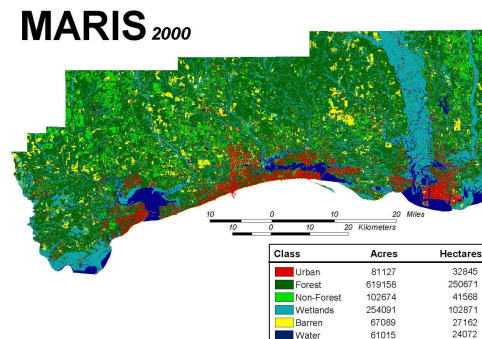 MARIS 2000
10 0 10 20 Miles
10 0 10 20 Kilometers
Class Acres Hectares
Urban 81127 32845
Forest 619158 250671
Non-Forest 102674 41568
Wetlands 254091 102871
Barren 67089 27162
Water 61015 24072